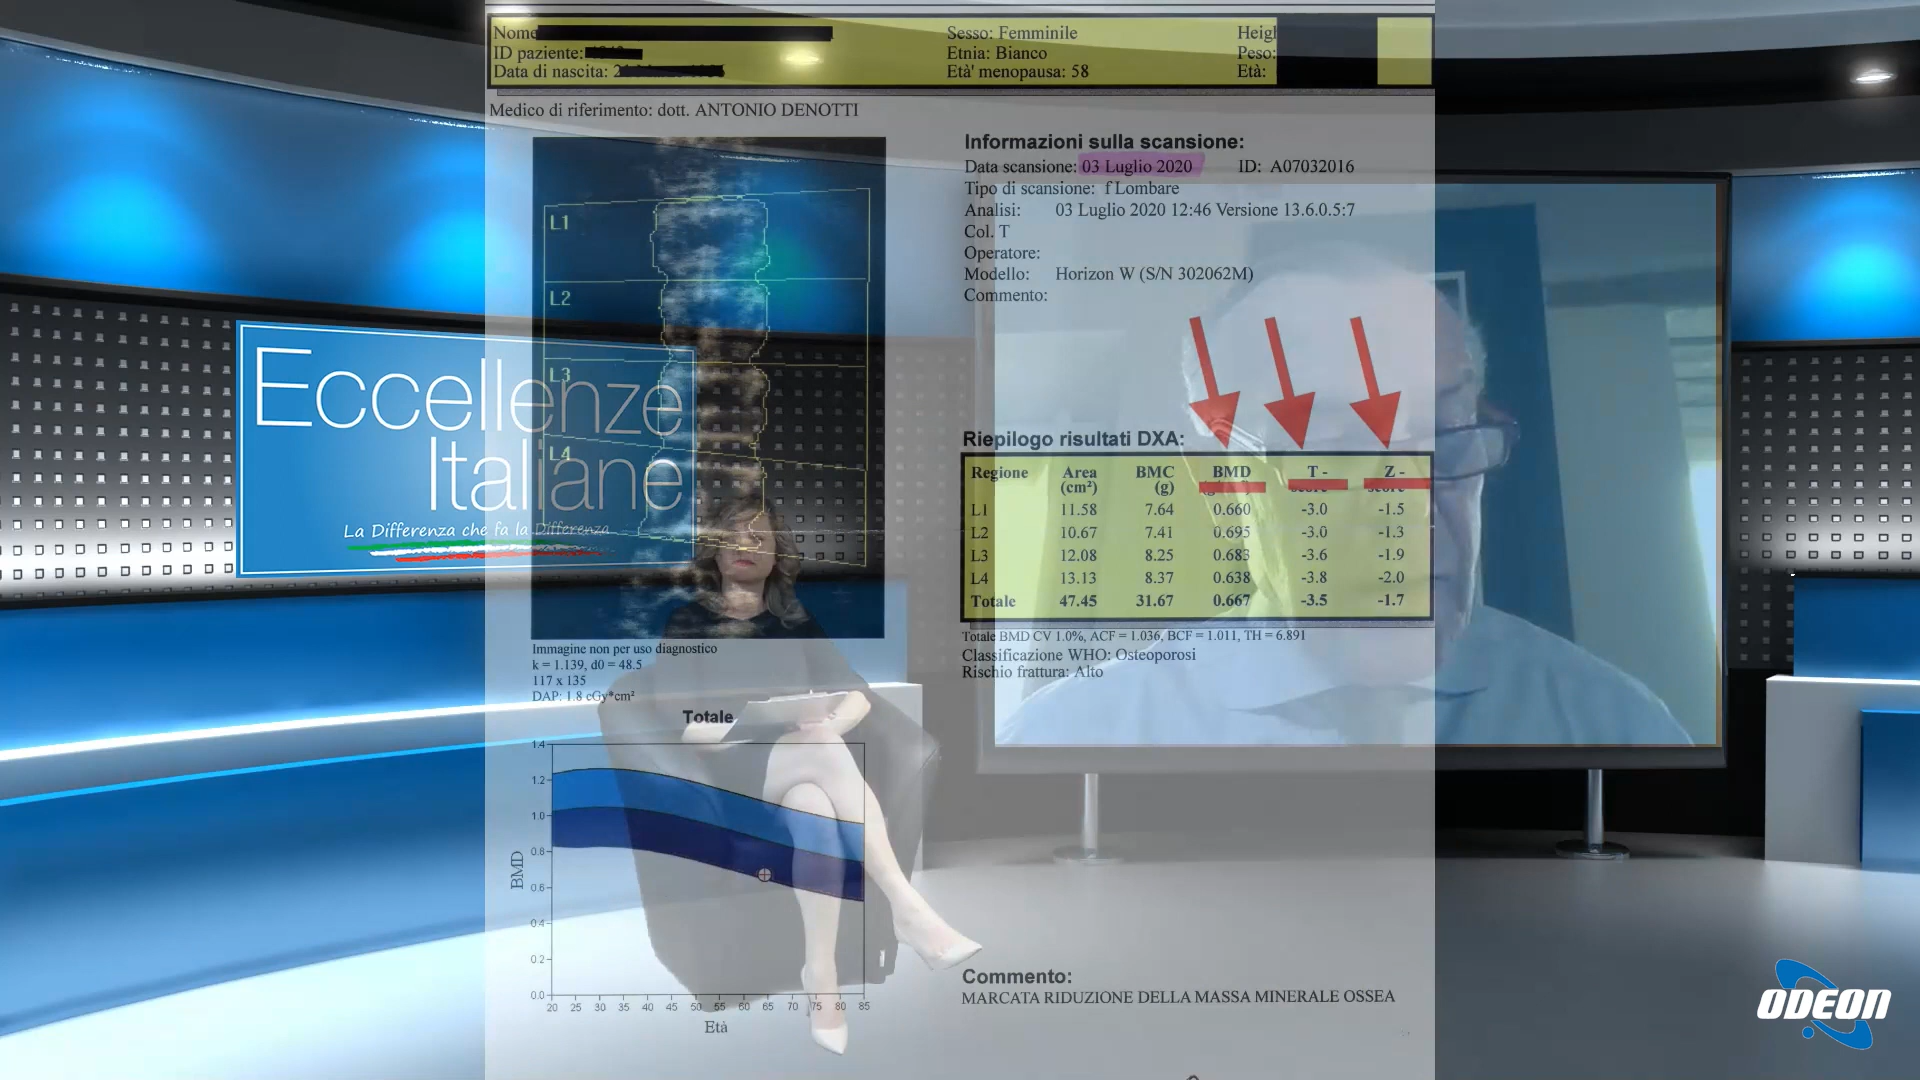 Nome
ID paziente:
Data di nascita: 2
Sesso: Femminile
Etnia: Bianco
Età' menopausa: 58
Heigh
Peso:
Età:
Medico di riferimento: dott. ANTONIO DENOTTI
L1
L2
L3
L4
Informazioni sulla scansione:
Data scansione: 03 Luglio 2020 ID: A07032016
Tipo di scansione: f Lombare
Analisi: 03 Luglio 2020 12:46 Versione 13.6.0.5:7
Col. T
Operatore:
Modello: Horizon W (S/N 302062M)
Commento:
Eccellenze
Italiane
La Differenza che fa la Differenza
Riepilogo risultati DXA:
Regione Area BMC BMD T - Z -
(cm²) (g)
L1 11.58 7.64 0.660 -3.0 -1.5
L2 10.67 7.41 0.695 -3.0 -1.3
L3 12.08 8.25 0.683 -3.6 -1.9
L4 13.13 8.37 0.638 -3.8 -2.0
Totale 47.45 31.67 0.667 -3.5 -1.7
Totale BMD CV 1.0%, ACF = 1.036, BCF = 1.011, TH = 6.891
Classificazione WHO: Osteoporosi
Rischio frattura: Alto
Immagine non per uso diagnostico
k = 1.139, d0 = 48.5
117 x 135
DAP: 1.8 cGy*cm²
Totale
1.4
1.2
1.0
0.8
0.6
0.4
0.2
0.0
BMD
20 25 30 35 40 45 50 55 60 65 70 75 80 85
Età
Commento:
MARCATA RIDUZIONE DELLA MASSA MINERALE OSSEA
ODEON